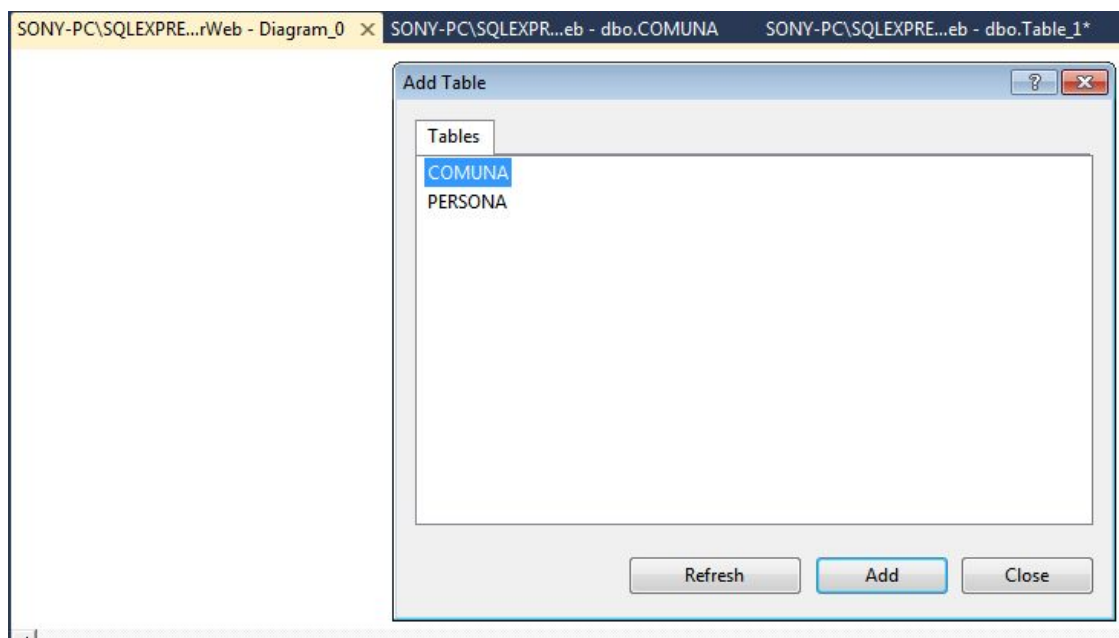 SONY-PC\SQLEXPRE...rWeb - Diagram_0 SONY-PC\SQLEXPR...eb - dbo.COMUNA SONY-PC\SQLEXPRE...eb - dbo.Table_1*
Add Table
Tables
COMUNA
PERSONA
Refresh Add Close